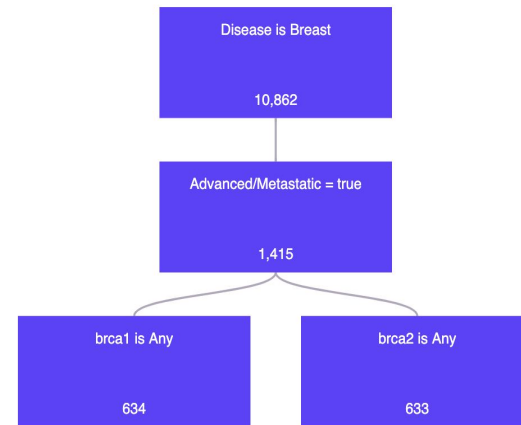 Disease is Breast
10,862
Advanced/Metastatic = true
1,415
brca1 is Any
634
brca2 is Any
633